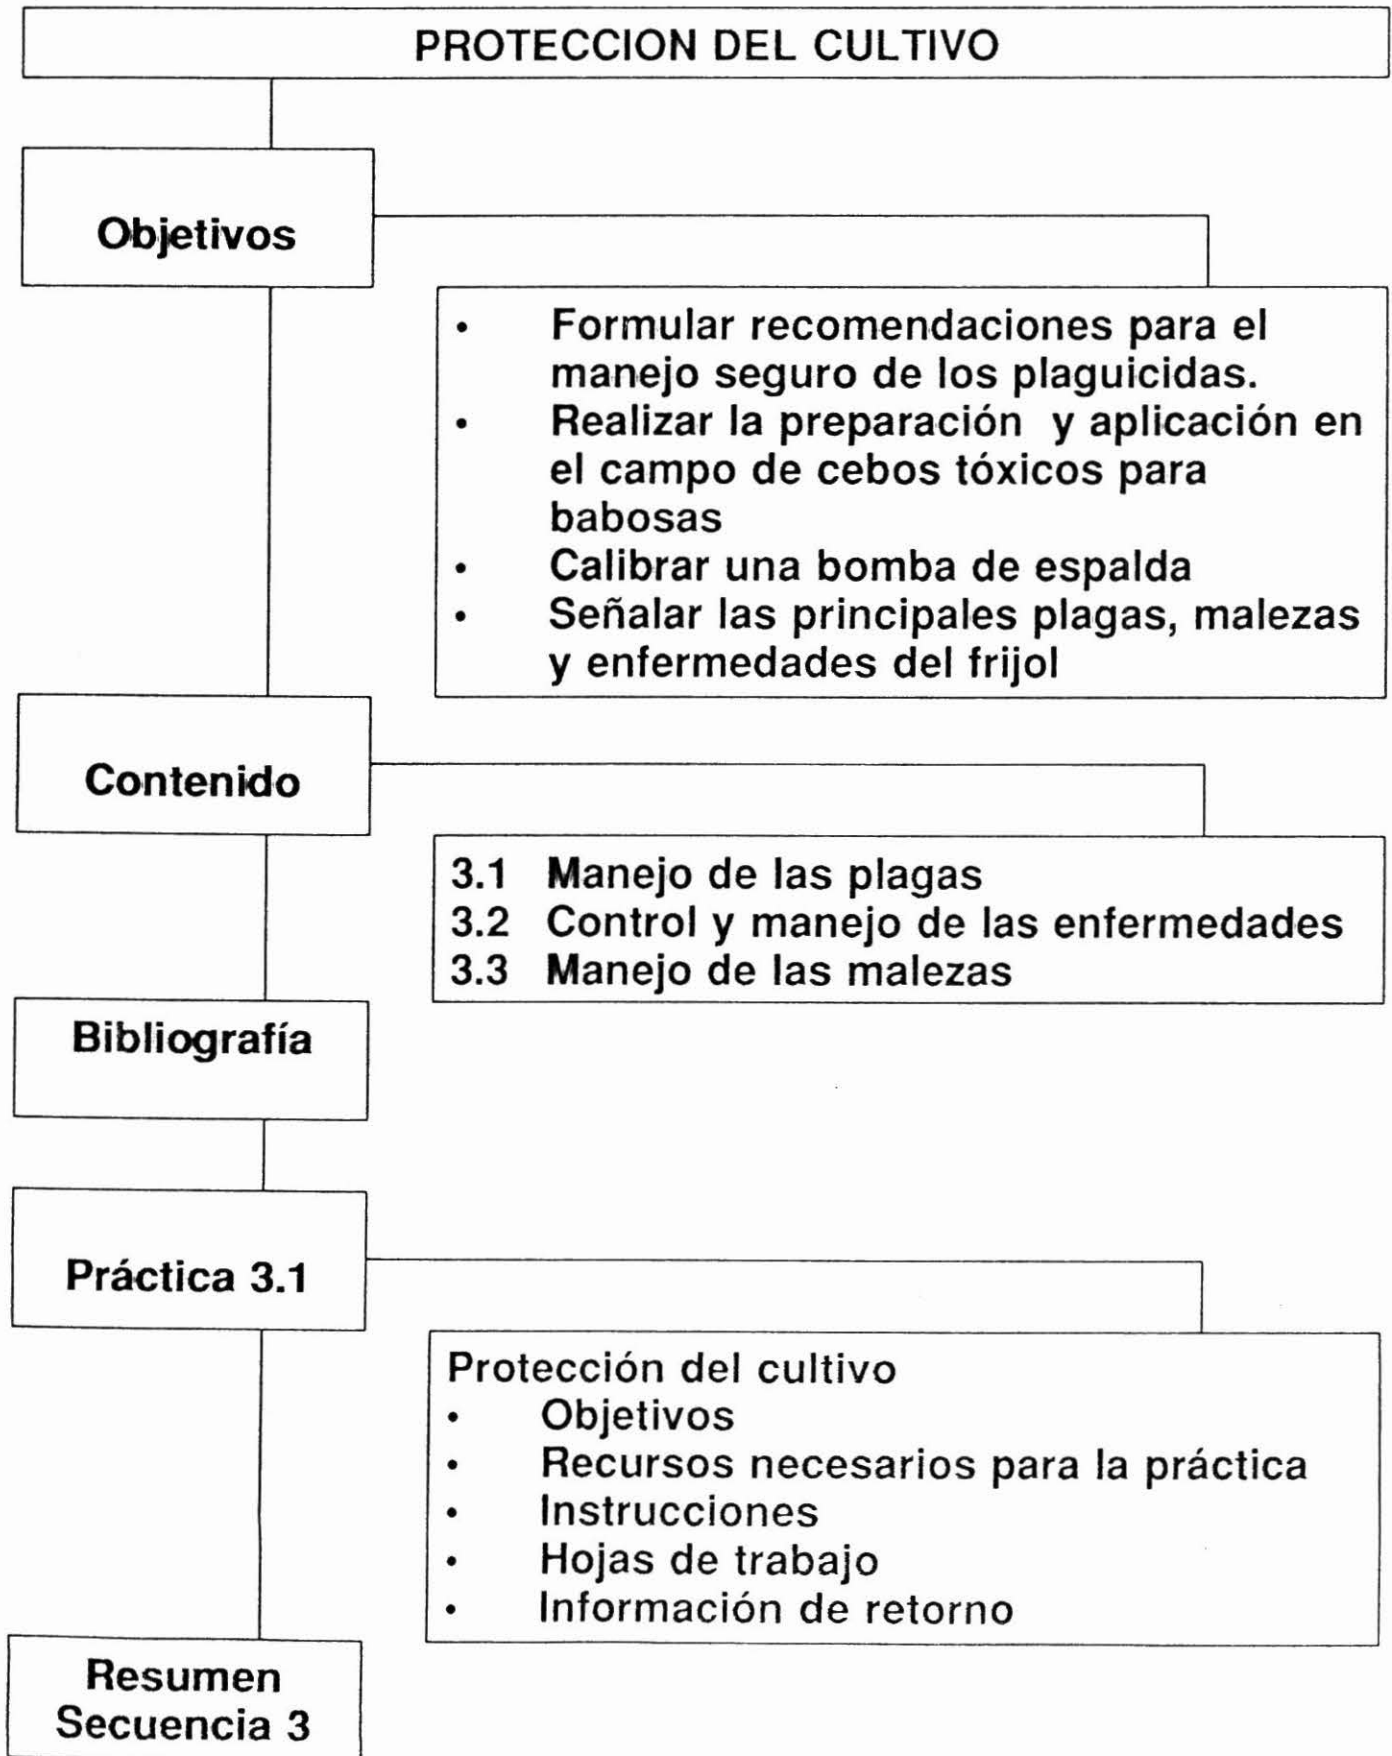 PROTECCION DEL CULTIVO
Objetivos
• Formular recomendaciones para el
manejo seguro de los plaguicidas.
• Realizar la preparación y aplicación en
el campo de cebos tóxicos para
babosas
• Calibrar una bomba de espalda
• Señalar las principales plagas, malezas
y enfermedades del frijol
Contenido
3.1 Manejo de las plagas
3.2 Control y manejo de las enfermedades
3.3 Manejo de las malezas
Bibliografía
Práctica 3.1
Protección del cultivo
• Objetivos
• Recursos necesarios para la práctica
• Instrucciones
• Hojas de trabajo
• Información de retorno
Resumen
Secuencia 3